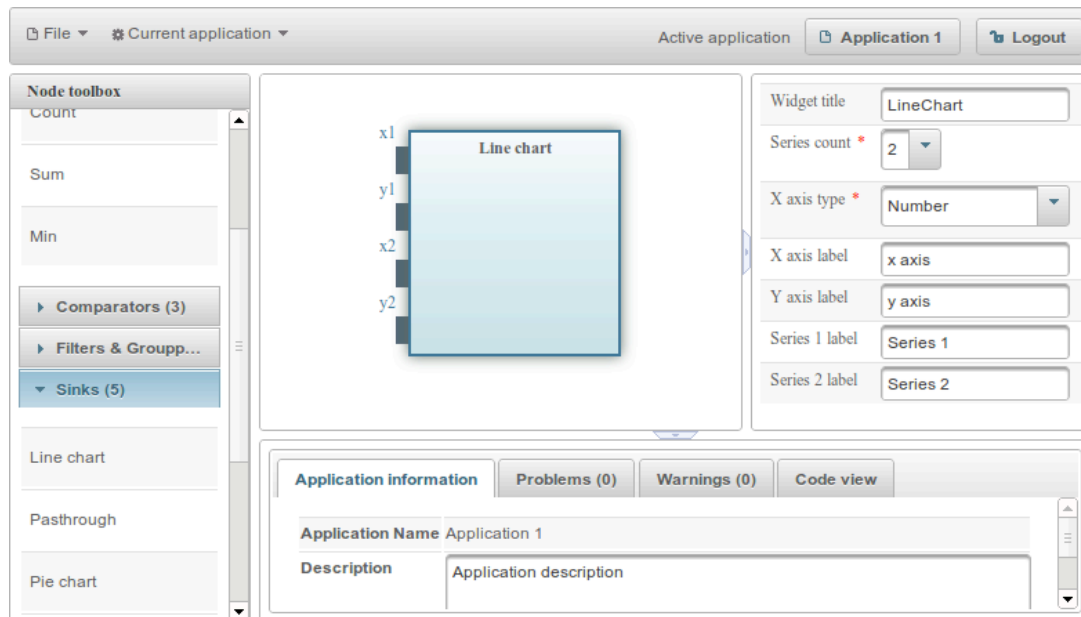 File
Current application
Active application
Application 1
Logout
Node toolbox
Count
Sum
Min
Comparators (3)
Filters & Groupp...
Sinks (5)
Line chart
Pasthrough
Pie chart
x1
y1
x2
y2
Line chart
Widget title LineChart
Series count * 2
X axis type * Number
X axis label x axis
Y axis label y axis
Series 1 label Series 1
Series 2 label Series 2
Application information
Problems (0)
Warnings (0)
Code view
Application Name Application 1
Description Application description